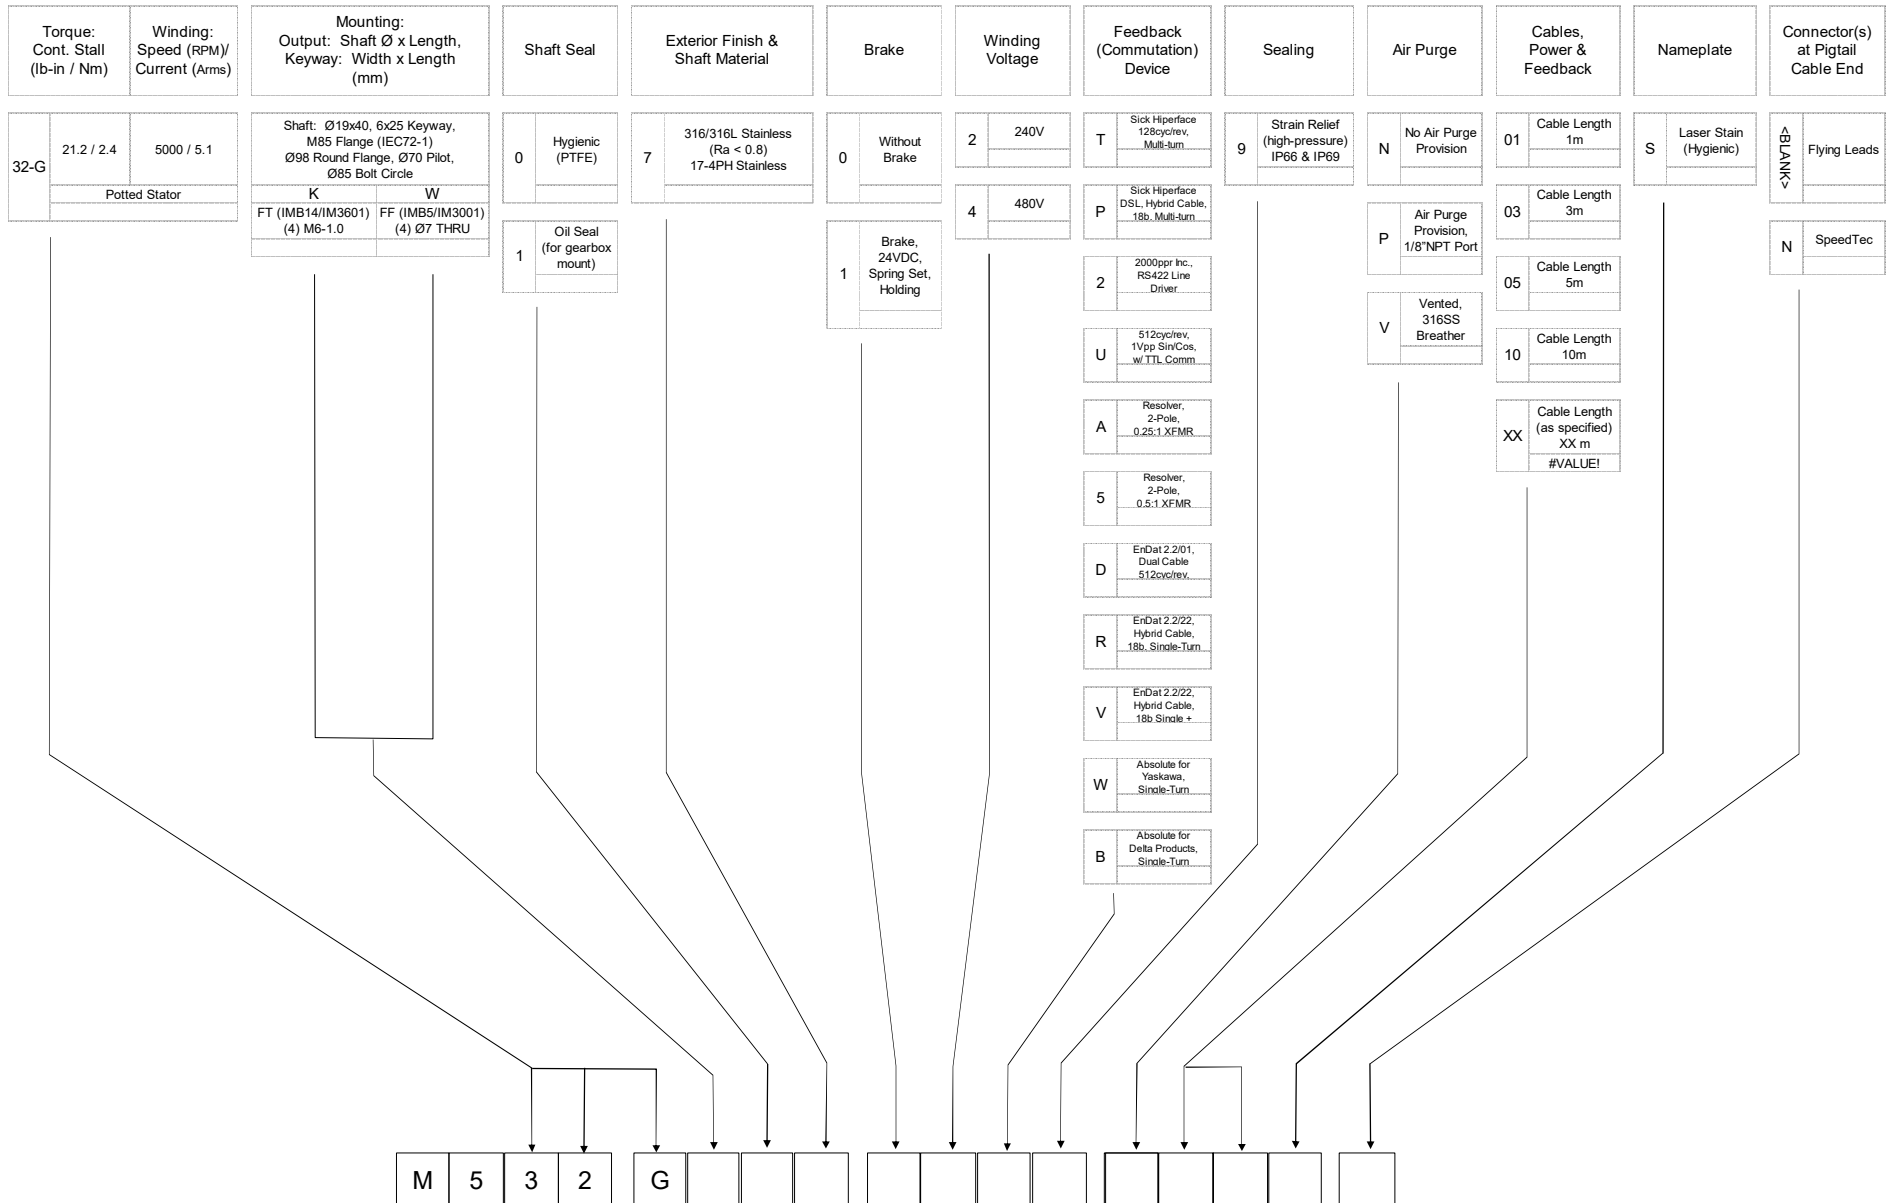 Torque:
Cont. Stall
(lb-in / Nm)
Winding:
Speed (RPM)/
Current (Arms)
Mounting:
Output: Shaft Ø x Length,
Keyway: Width x Length
(mm)
Shaft Seal
Exterior Finish &
Shaft Material
Brake
Winding
Voltage
Feedback
(Commutation)
Device
Sealing
Air Purge
Cables,
Power &
Feedback
Nameplate
Connector(s)
at Pigtail
Cable End
32-G
21.2 / 2.4
5000 / 5.1
Potted Stator
Shaft: Ø19x40, 6x25 Keyway,
M85 Flange (IEC72-1)
Ø98 Round Flange, Ø70 Pilot,
Ø85 Bolt Circle
K
W
FT (IMB14/IM3601)
(4) M6-1.0
FF (IMB5/IM3001)
(4) Ø7 THRU
0
Hygienic
(PTFE)
1
Oil Seal
(for gearbox
mount)
7
316/316L Stainless
(Ra < 0.8)
17-4PH Stainless
0
Without
Brake
1
Brake,
24VDC,
Spring Set,
Holding
2
240V
4
480V
T
Sick Hiperface
128cyc/rev,
Multi-turn
P
Sick Hiperface
DSL, Hybrid Cable,
18b, Multi-turn
2
2000ppr Inc.,
RS422 Line
Driver
U
512cyc/rev,
1Vpp Sin/Cos,
w/ TTL Comm
A
Resolver,
2-Pole,
0.25:1 XFMR
5
Resolver,
2-Pole,
0.5:1 XFMR
D
EnDat 2.2/01,
Dual Cable
512cyc/rev,
R
EnDat 2.2/22,
Hybrid Cable,
18b, Single-Turn
V
EnDat 2.2/22,
Hybrid Cable,
18b Single +
W
Absolute for
Yaskawa,
Single-Turn
B
Absolute for
Delta Products,
Single-Turn
9
Strain Relief
(high-pressure)
IP66 & IP69
N
No Air Purge
Provision
P
Air Purge
Provision,
1/8"NPT Port
V
Vented,
316SS
Breather
01
Cable Length
1m
03
Cable Length
3m
05
Cable Length
5m
10
Cable Length
10m
XX
Cable Length
(as specified)
XX m
#VALUE!
S
Laser Stain
(Hygienic)
<BLANK>
Flying Leads
N
SpeedTec
M 5 3 2 G